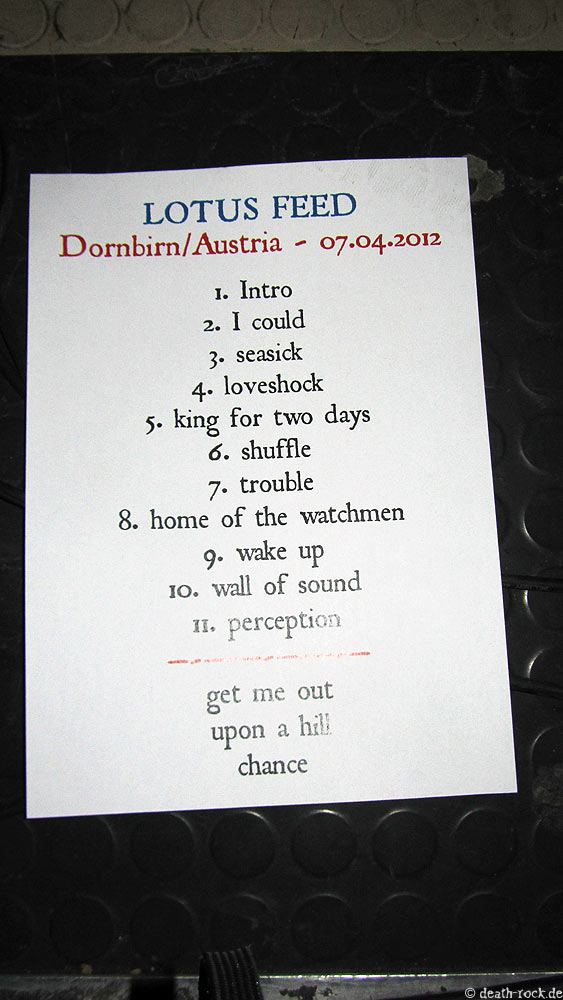 LOTUS FEED
Dornbirn/Austria - 07.04.2012
1. Intro
2. I could
3. seasick
4. loveshock
5. king for two days
6. shuffle
7. trouble
8. home of the watchmen
9. wake up
10. wall of sound
11. perception
get me out
upon a hill
chance
© death-rock.de